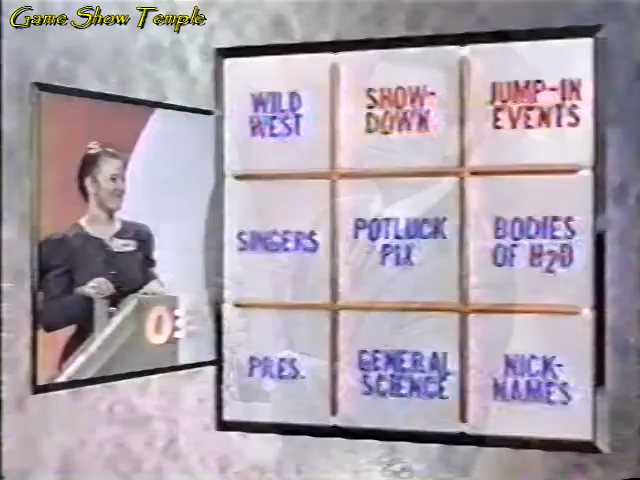 Game Show Temple
WILD
WEST
SHOW-
DOWN
JUMP-IN
EVENTS
SINGERS
POTLUCK
PIX
BODIES
OF H2O
PRES.
GENERAL
SCIENCE
NICK-
NAMES